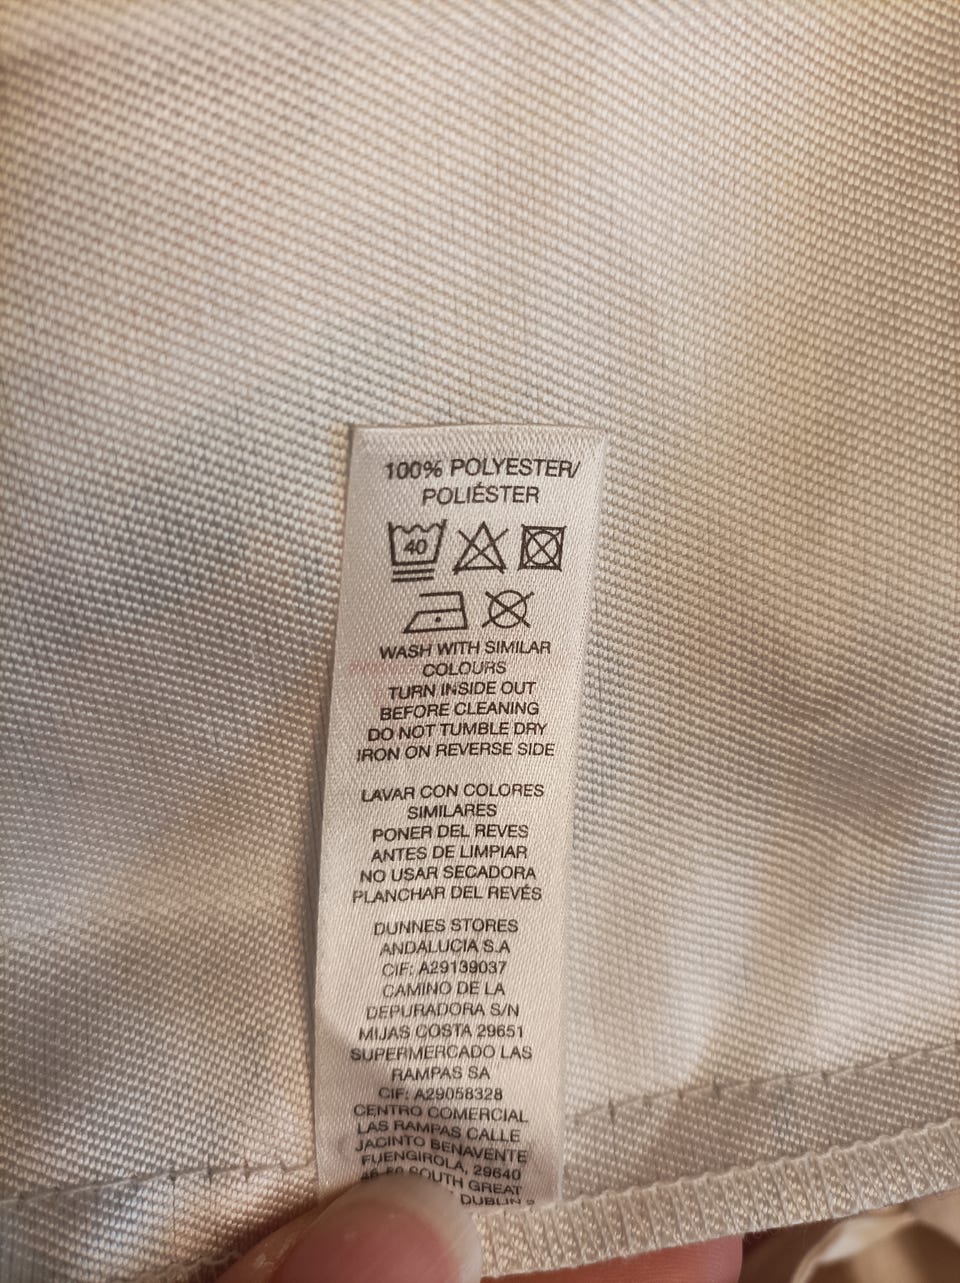 100% POLYESTER/
POLIÉSTER
40
WASH WITH SIMILAR
COLOURS
TURN INSIDE OUT
BEFORE CLEANING
DO NOT TUMBLE DRY
IRON ON REVERSE SIDE
LAVAR CON COLORES
SIMILARES
PONER DEL REVES
ANTES DE LIMPIAR
NO USAR SECADORA
PLANCHAR DEL REVÉS
DUNNES STORES
ANDALUCIA S.A
CIF: A29139037
CAMINO DE LA
DEPURADORA S/N
MIJAS COSTA 29651
SUPERMERCADO LAS
RAMPAS SA
CIF: A29058328
CENTRO COMERCIAL
LAS RAMPAS CALLE
JACINTO BENAVENTE
FUENGIROLA, 29640
SOUTH GREAT
DUBLIN